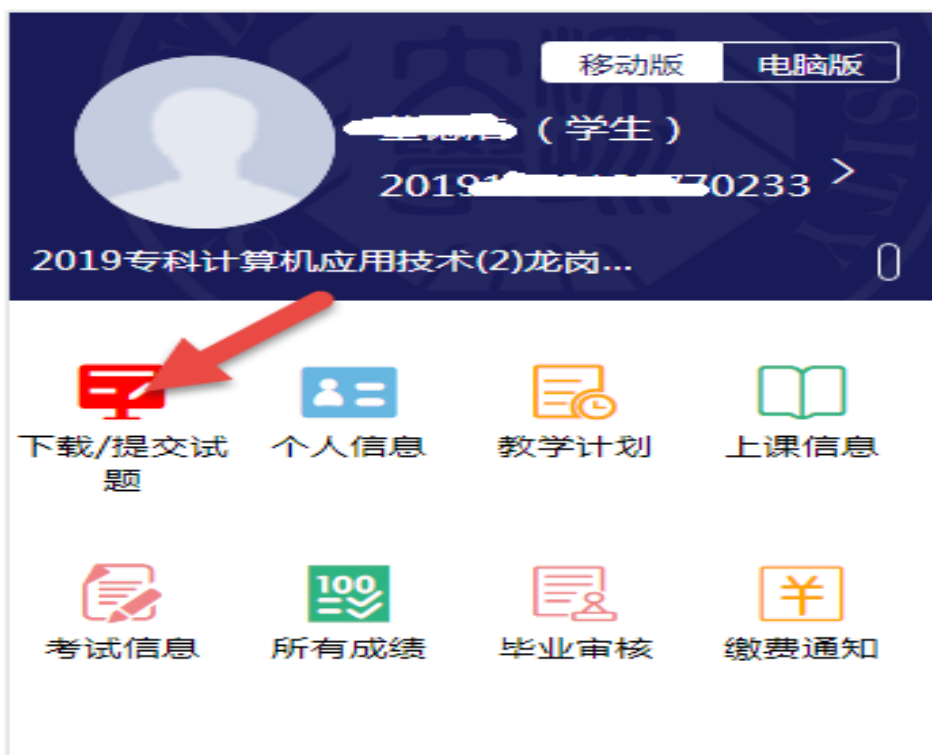 移动版 电脑版
（学生）
2019 70233 >
2019专科计算机应用技术(2)龙岗...
下载/提交试题 个人信息 教学计划 上课信息
100
考试信息 所有成绩 毕业审核 缴费通知
¥